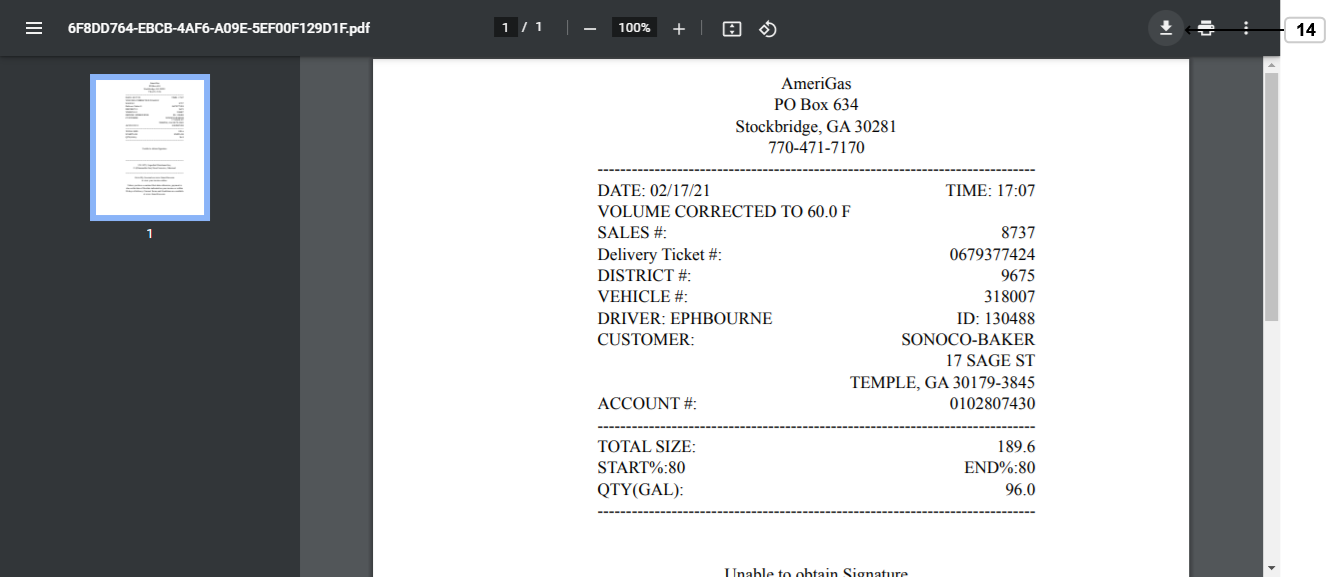 6F8DD764-EBCB-4AF6-A09E-5EF00F129D1F.pdf 1 / 1 100% 14
AmeriGas
PO Box 634
Stockbridge, GA 30281
770-471-7170
--------------------------------------------------------------------------------
DATE: 02/17/21 TIME: 17:07
VOLUME CORRECTED TO 60.0 F
SALES #: 8737
Delivery Ticket #: 0679377424
DISTRICT #: 9675
VEHICLE #: 318007
DRIVER: EPHBOURNE ID: 130488
CUSTOMER: SONOCO-BAKER
17 SAGE ST
TEMPLE, GA 30179-3845
ACCOUNT #: 0102807430
--------------------------------------------------------------------------------
TOTAL SIZE: 189.6
START%:80 END%:80
QTY(GAL): 96.0
--------------------------------------------------------------------------------
Unable to obtain Signature
1